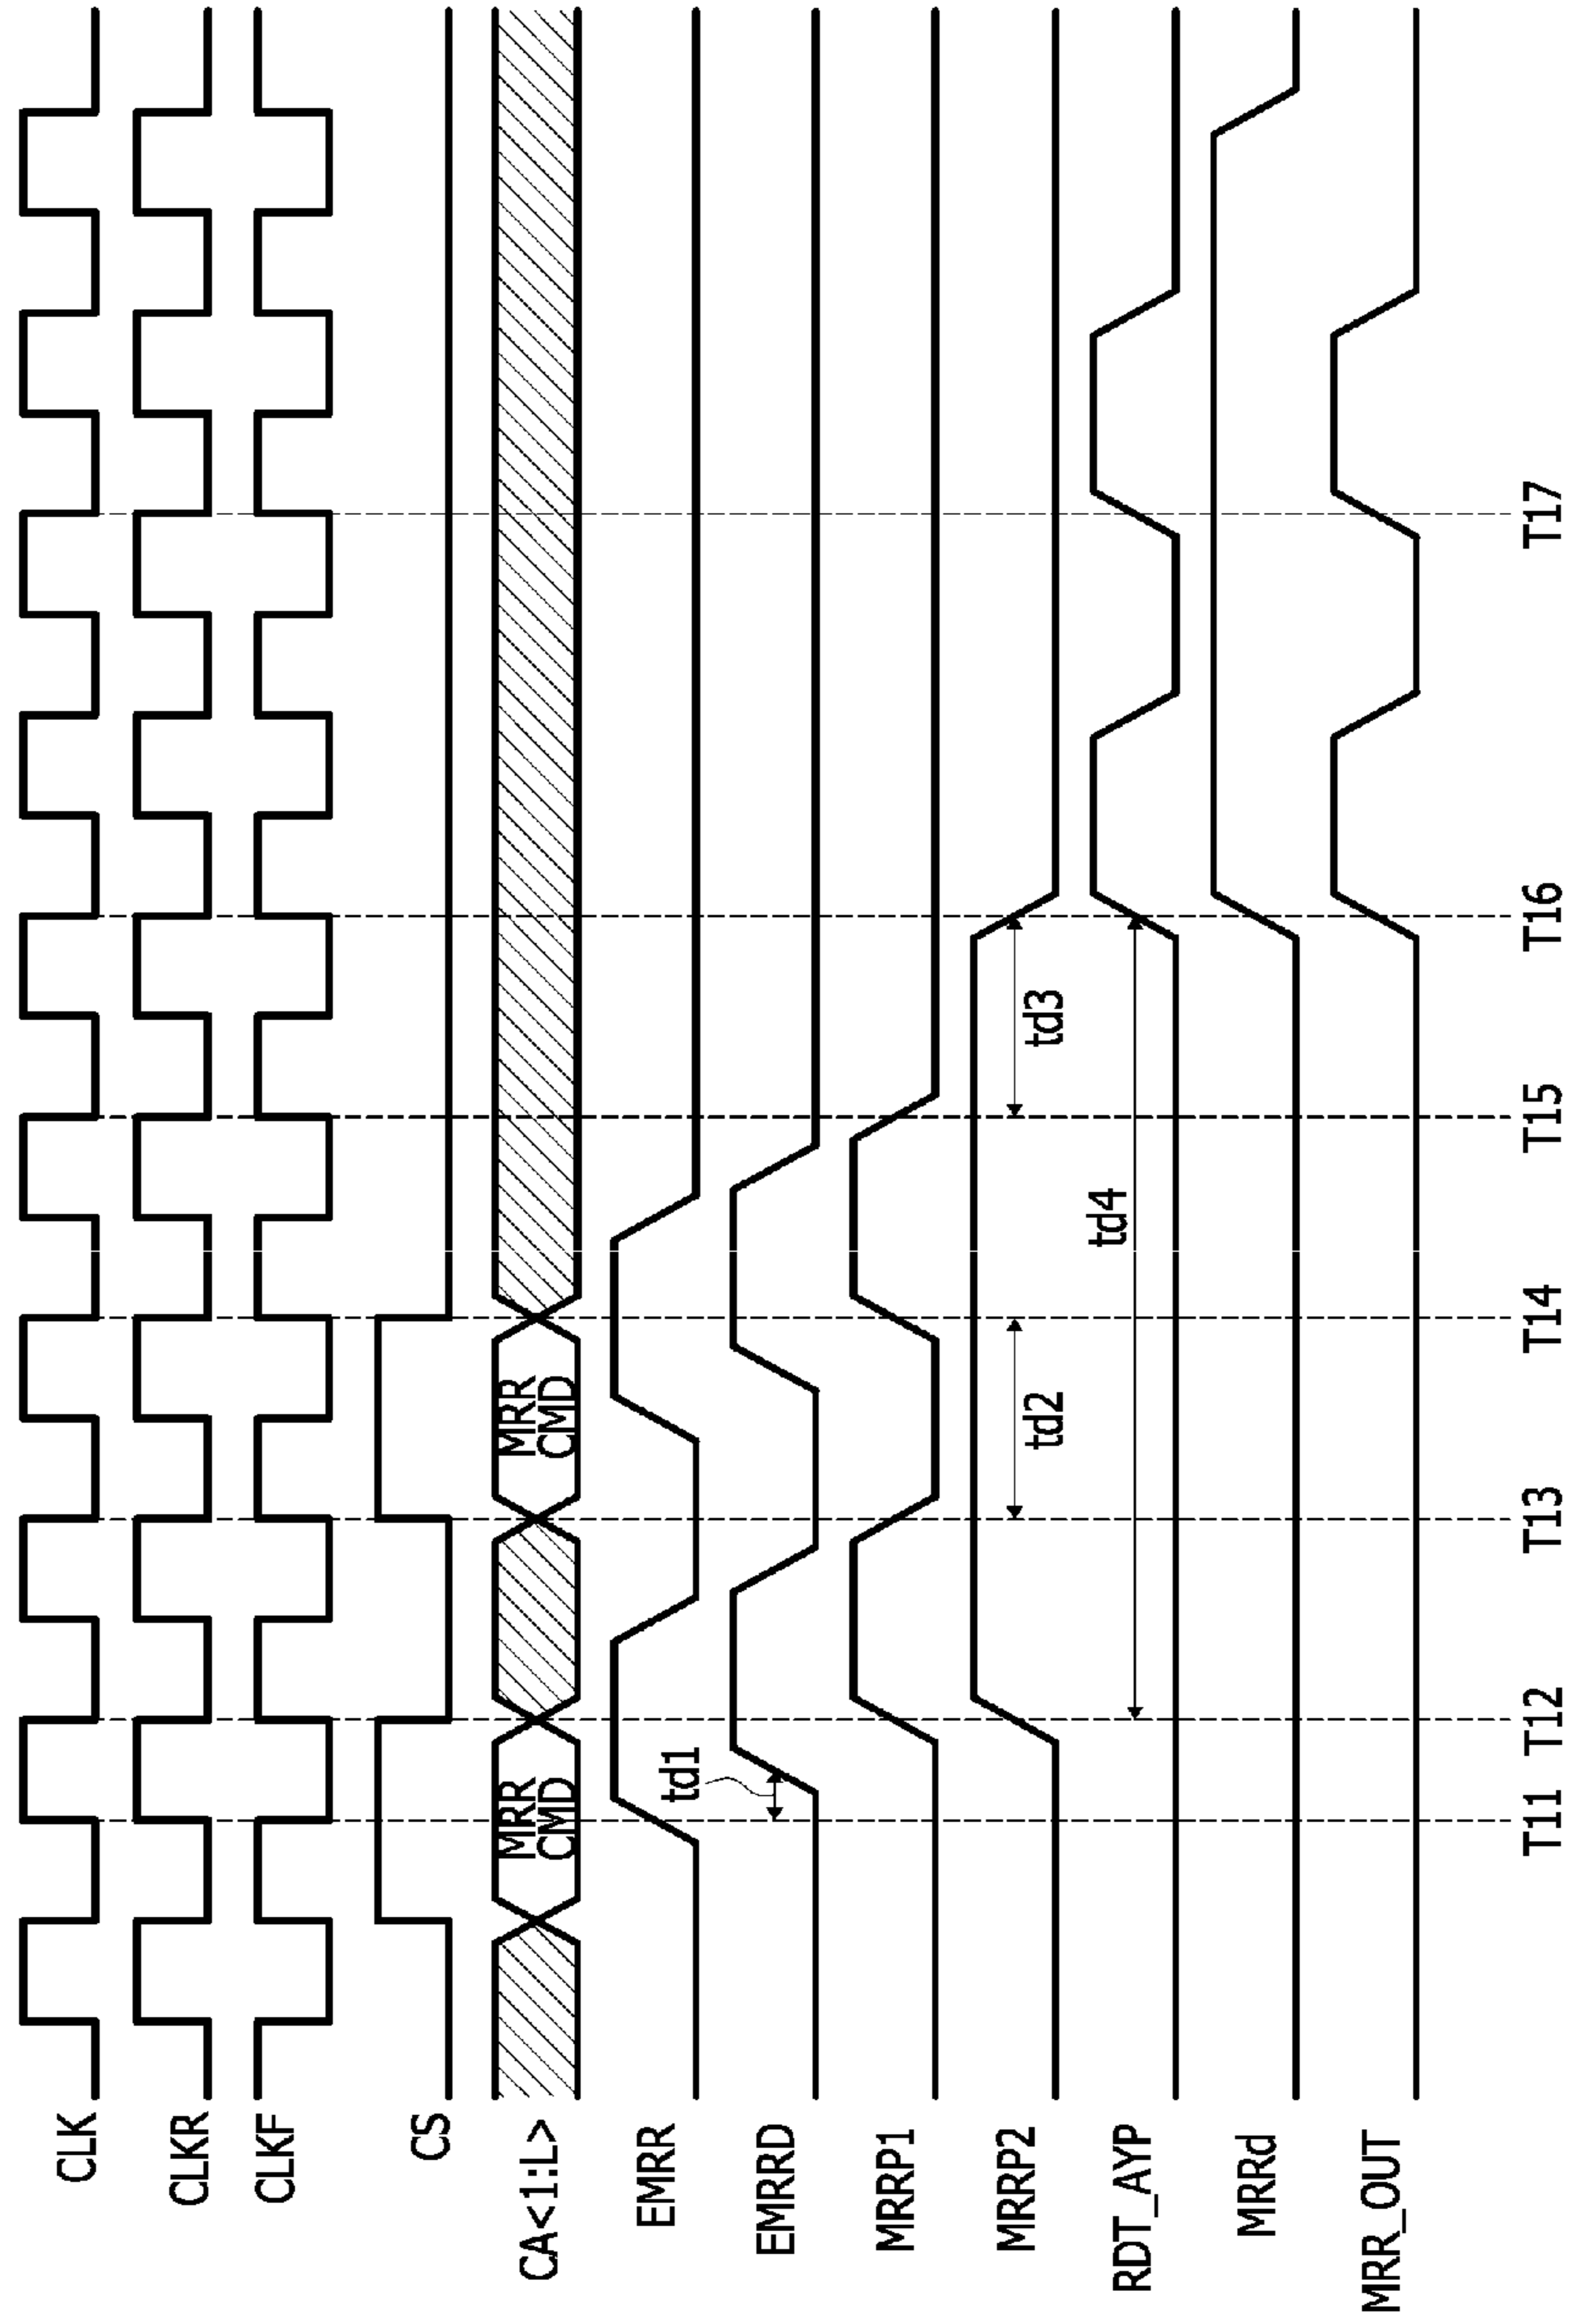 CLK
CLKR
CLKF
CS
CA<1:L>
MRR
CMD
MRR
CMD
EMRR
td1
EMRRD
MRRP1
td2
td3
MRRP2
td4
RDT_AYP
MRRd
MRR_OUT
T11 T12 T13 T14 T15 T16 T17